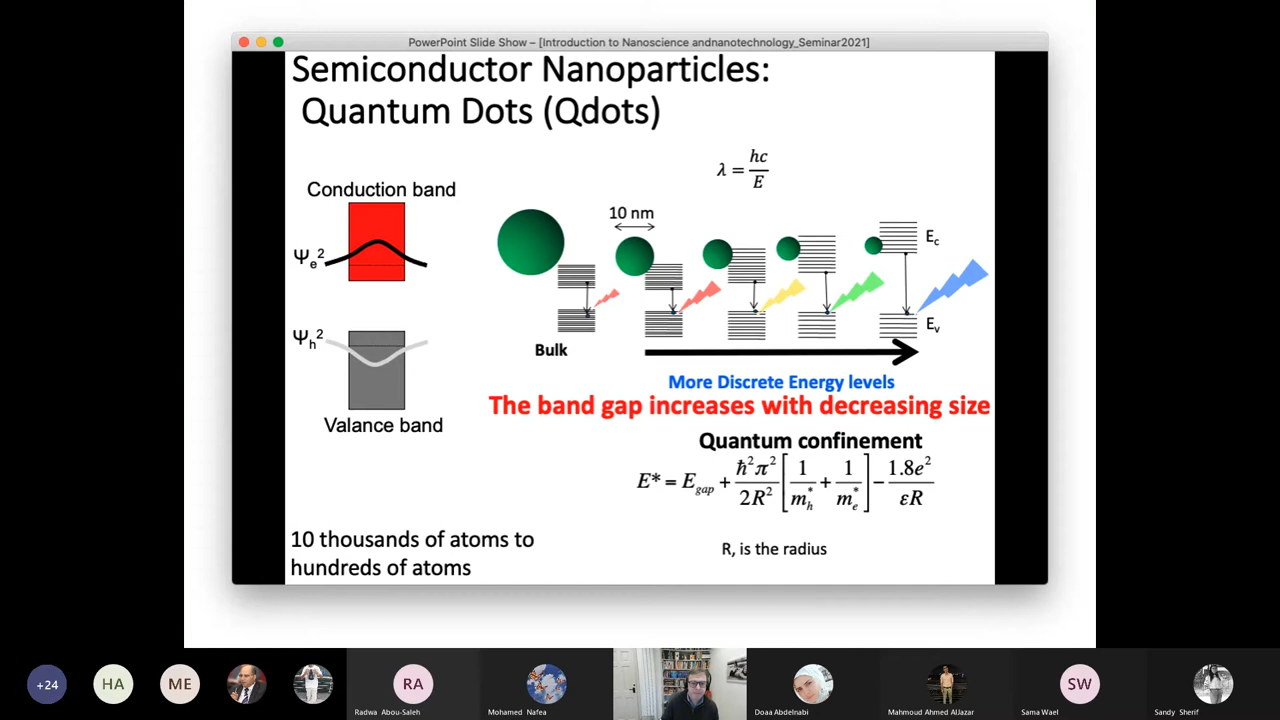 PowerPoint Slide Show – [Introduction to Nanoscience andnanotechnology_Seminar2021]
Semiconductor Nanoparticles:
Quantum Dots (Qdots)
λ = hc/E
Conduction band
Ψe²
Ψh²
Valance band
10 nm
Ec
Ev
Bulk
More Discrete Energy levels
The band gap increases with decreasing size
Quantum confinement
E* = Egap + ħ²π²/2R² [1/mh* + 1/me*] − 1.8e²/εR
R, is the radius
10 thousands of atoms to
hundreds of atoms
+24
HA
ME
RA
SW
Radwa Abou-Saleh
Mohamed Nafea
Doaa Abdelnabi
Mahmoud Ahmed AlJazar
Sama Wael
Sandy Sherif